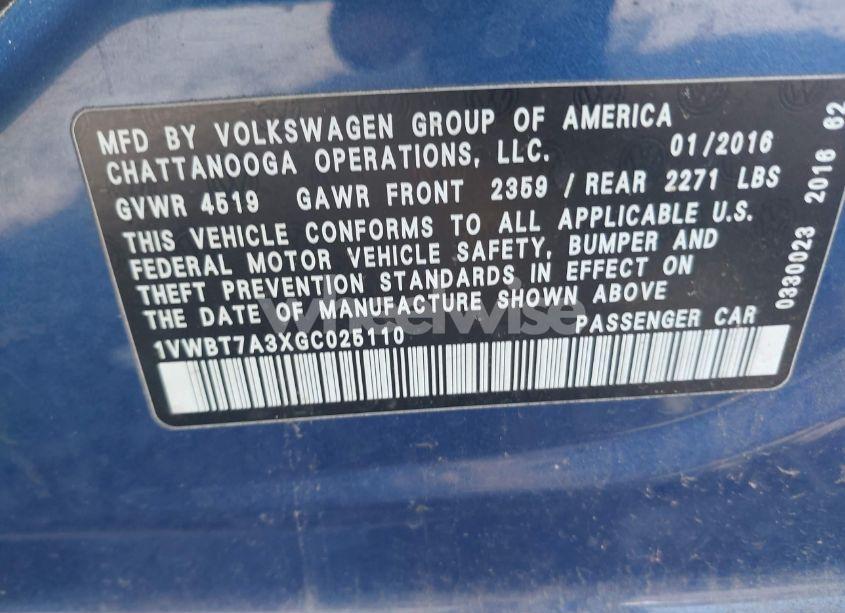 MFD BY VOLKSWAGEN GROUP OF AMERICA
CHATTANOOGA OPERATIONS, LLC. 01/2016
GVWR 4519 GAWR FRONT 2359 / REAR 2271 LBS
THIS VEHICLE CONFORMS TO ALL APPLICABLE U.S.
FEDERAL MOTOR VEHICLE SAFETY, BUMPER AND
THEFT PREVENTION STANDARDS IN EFFECT ON
THE DATE OF MANUFACTURE SHOWN ABOVE
1VWBT7A3XGC025110 PASSENGER CAR
0330023 2016 62
wheelwise